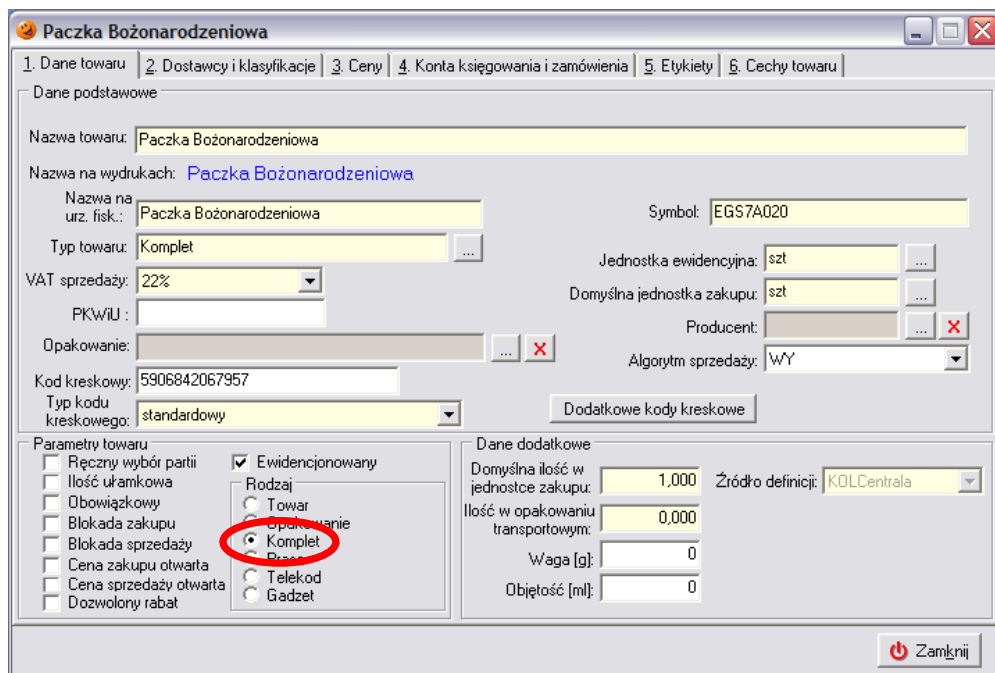 Paczka Bożonarodzeniowa
1. Dane towaru 2. Dostawcy i klasyfikacje 3. Ceny 4. Konta księgowania i zamówienia 5. Etykiety 6. Cechy towaru
Dane podstawowe
Nazwa towaru: Paczka Bożonarodzeniowa
Nazwa na wydrukach: Paczka Bożonarodzeniowa
Nazwa na
urz. fisk.: Paczka Bożonarodzeniowa
Symbol: EGS7A020
Typ towaru: Komplet ...
Jednostka ewidencyjna: szt ...
VAT sprzedaży: 22%
Domyślna jednostka zakupu: szt ...
PKWiU :
Producent: ... X
Opakowanie: ... X
Algorytm sprzedaży: WY
Kod kreskowy: 5906842067957
Typ kodu
kreskowego: standardowy
Dodatkowe kody kreskowe
Parametry towaru
Ręczny wybór partii
Ilość ułamkowa
Obowiązkowy
Blokada zakupu
Blokada sprzedaży
Cena zakupu otwarta
Cena sprzedaży otwarta
Dozwolony rabat
Ewidencjonowany
Rodzaj
Towar
Opakowanie
Komplet
Telekod
Gadzet
Dane dodatkowe
Domyślna ilość w
jednostce zakupu: 1,000
Źródło definicji: KOLCentrala
Ilość w opakowaniu
transportowym: 0,000
Waga [g]: 0
Objętość [ml]: 0
Zamknij